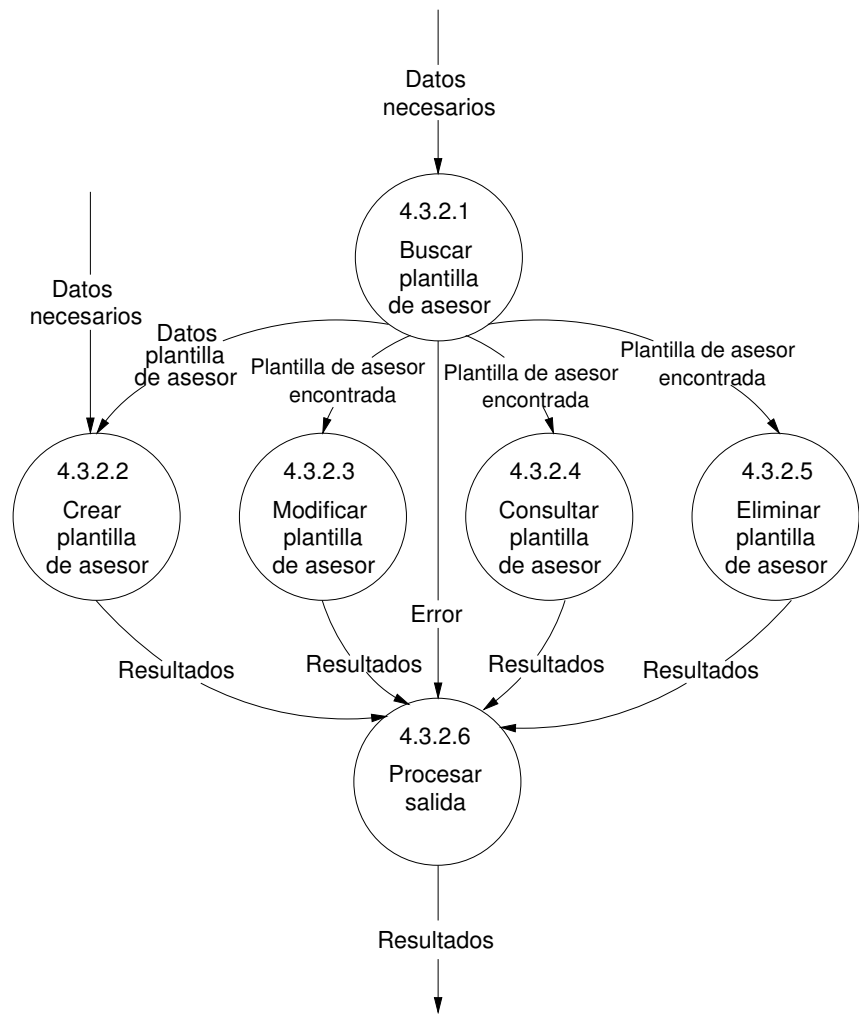 Datos
necesarios
4.3.2.1
Buscar
plantilla
de asesor
Datos
necesarios
Datos
plantilla
de asesor
Plantilla de asesor
encontrada
Plantilla de asesor
encontrada
Plantilla de asesor
encontrada
4.3.2.2
Crear
plantilla
de asesor
4.3.2.3
Modificar
plantilla
de asesor
4.3.2.4
Consultar
plantilla
de asesor
4.3.2.5
Eliminar
plantilla
de asesor
Error
Resultados
Resultados
Resultados
Resultados
4.3.2.6
Procesar
salida
Resultados